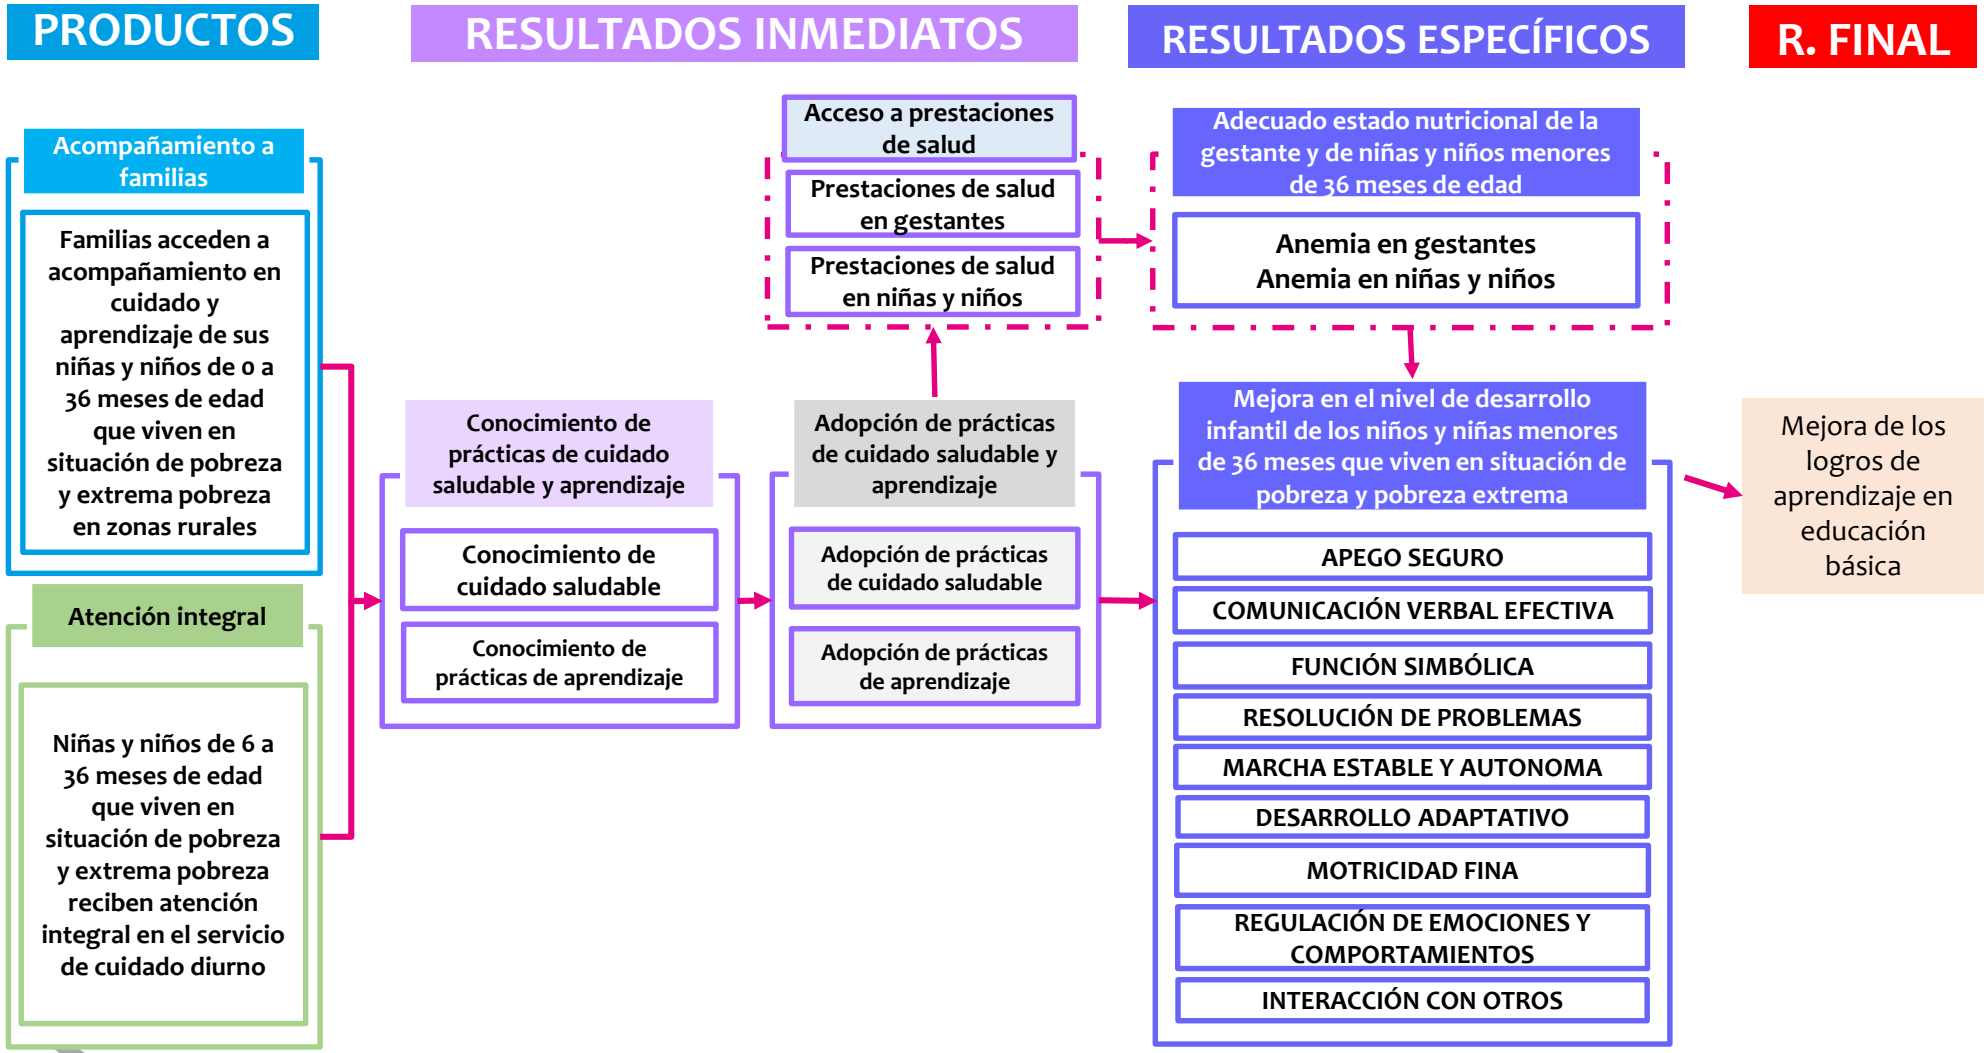 PRODUCTOS
RESULTADOS INMEDIATOS
RESULTADOS ESPECÍFICOS
R. FINAL
Acompañamiento a
familias
Familias acceden a
acompañamiento en
cuidado y
aprendizaje de sus
niñas y niños de 0 a
36 meses de edad
que viven en
situación de pobreza
y extrema pobreza
en zonas rurales
Atención integral
Niñas y niños de 6 a
36 meses de edad
que viven en
situación de pobreza
y extrema pobreza
reciben atención
integral en el servicio
de cuidado diurno
Conocimiento de
prácticas de cuidado
saludable y aprendizaje
Conocimiento de
cuidado saludable
Conocimiento de
prácticas de aprendizaje
Acceso a prestaciones
de salud
Prestaciones de salud
en gestantes
Prestaciones de salud
en niñas y niños
Adopción de prácticas
de cuidado saludable y
aprendizaje
Adopción de prácticas
de cuidado saludable
Adopción de prácticas
de aprendizaje
Adecuado estado nutricional de la
gestante y de niñas y niños menores
de 36 meses de edad
Anemia en gestantes
Anemia en niñas y niños
Mejora en el nivel de desarrollo
infantil de los niños y niñas menores
de 36 meses que viven en situación de
pobreza y pobreza extrema
APEGO SEGURO
COMUNICACIÓN VERBAL EFECTIVA
FUNCIÓN SIMBÓLICA
RESOLUCIÓN DE PROBLEMAS
MARCHA ESTABLE Y AUTONOMA
DESARROLLO ADAPTATIVO
MOTRICIDAD FINA
REGULACIÓN DE EMOCIONES Y
COMPORTAMIENTOS
INTERACCIÓN CON OTROS
Mejora de los
logros de
aprendizaje en
educación
básica